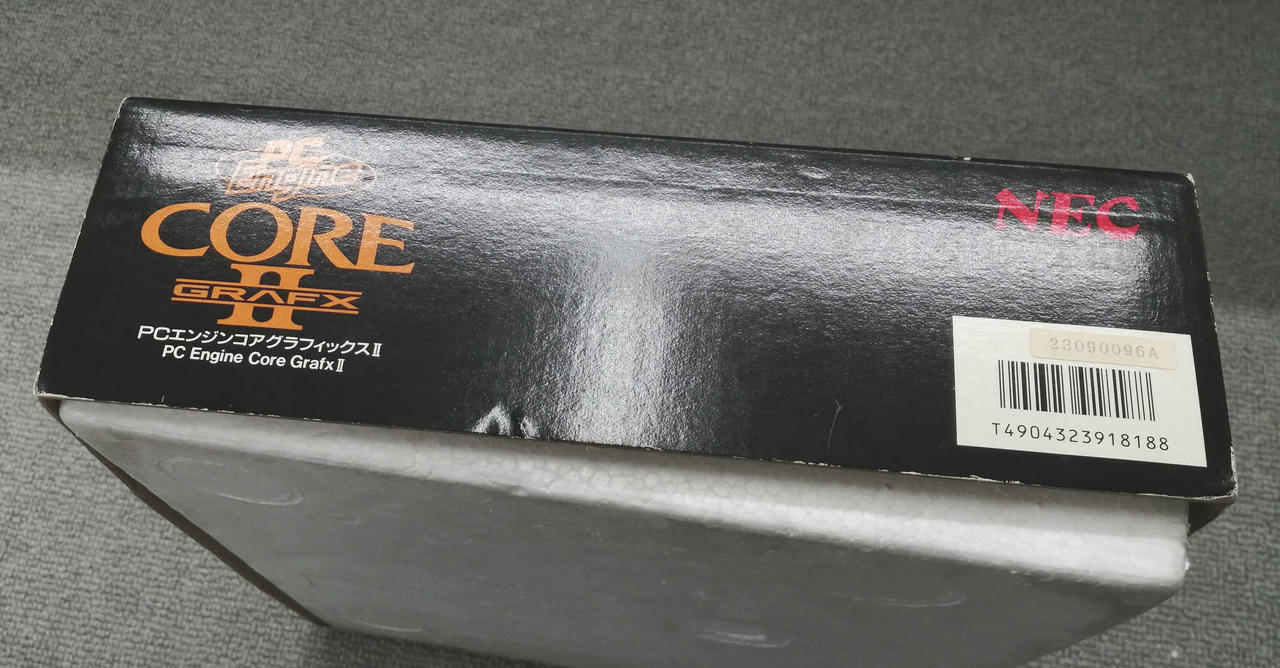 PC
Engine
CORE
II
GRAFX
PCエンジンコアグラフィックスⅡ
PC Engine Core GrafxⅡ
NEC
23090096A
T4904323918188